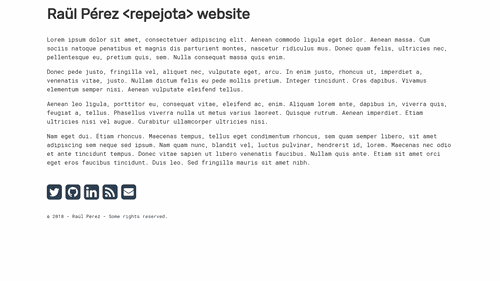 Raül Pérez <repejota> website
Lorem ipsum dolor sit amet, consectetuer adipiscing elit. Aenean commodo ligula eget dolor. Aenean massa. Cum
sociis natoque penatibus et magnis dis parturient montes, nascetur ridiculus mus. Donec quam felis, ultricies nec,
pellentesque eu, pretium quis, sem. Nulla consequat massa quis enim.
Donec pede justo, fringilla vel, aliquet nec, vulputate eget, arcu. In enim justo, rhoncus ut, imperdiet a,
venenatis vitae, justo. Nullam dictum felis eu pede mollis pretium. Integer tincidunt. Cras dapibus. Vivamus
elementum semper nisi. Aenean vulputate eleifend tellus.
Aenean leo ligula, porttitor eu, consequat vitae, eleifend ac, enim. Aliquam lorem ante, dapibus in, viverra quis,
feugiat a, tellus. Phasellus viverra nulla ut metus varius laoreet. Quisque rutrum. Aenean imperdiet. Etiam
ultricies nisi vel augue. Curabitur ullamcorper ultricies nisi.
Nam eget dui. Etiam rhoncus. Maecenas tempus, tellus eget condimentum rhoncus, sem quam semper libero, sit amet
adipiscing sem neque sed ipsum. Nam quam nunc, blandit vel, luctus pulvinar, hendrerit id, lorem. Maecenas nec odio
et ante tincidunt tempus. Donec vitae sapien ut libero venenatis faucibus. Nullam quis ante. Etiam sit amet orci
eget eros faucibus tincidunt. Duis leo. Sed fringilla mauris sit amet nibh.
© 2018 - Raül Pérez - Some rights reserved.